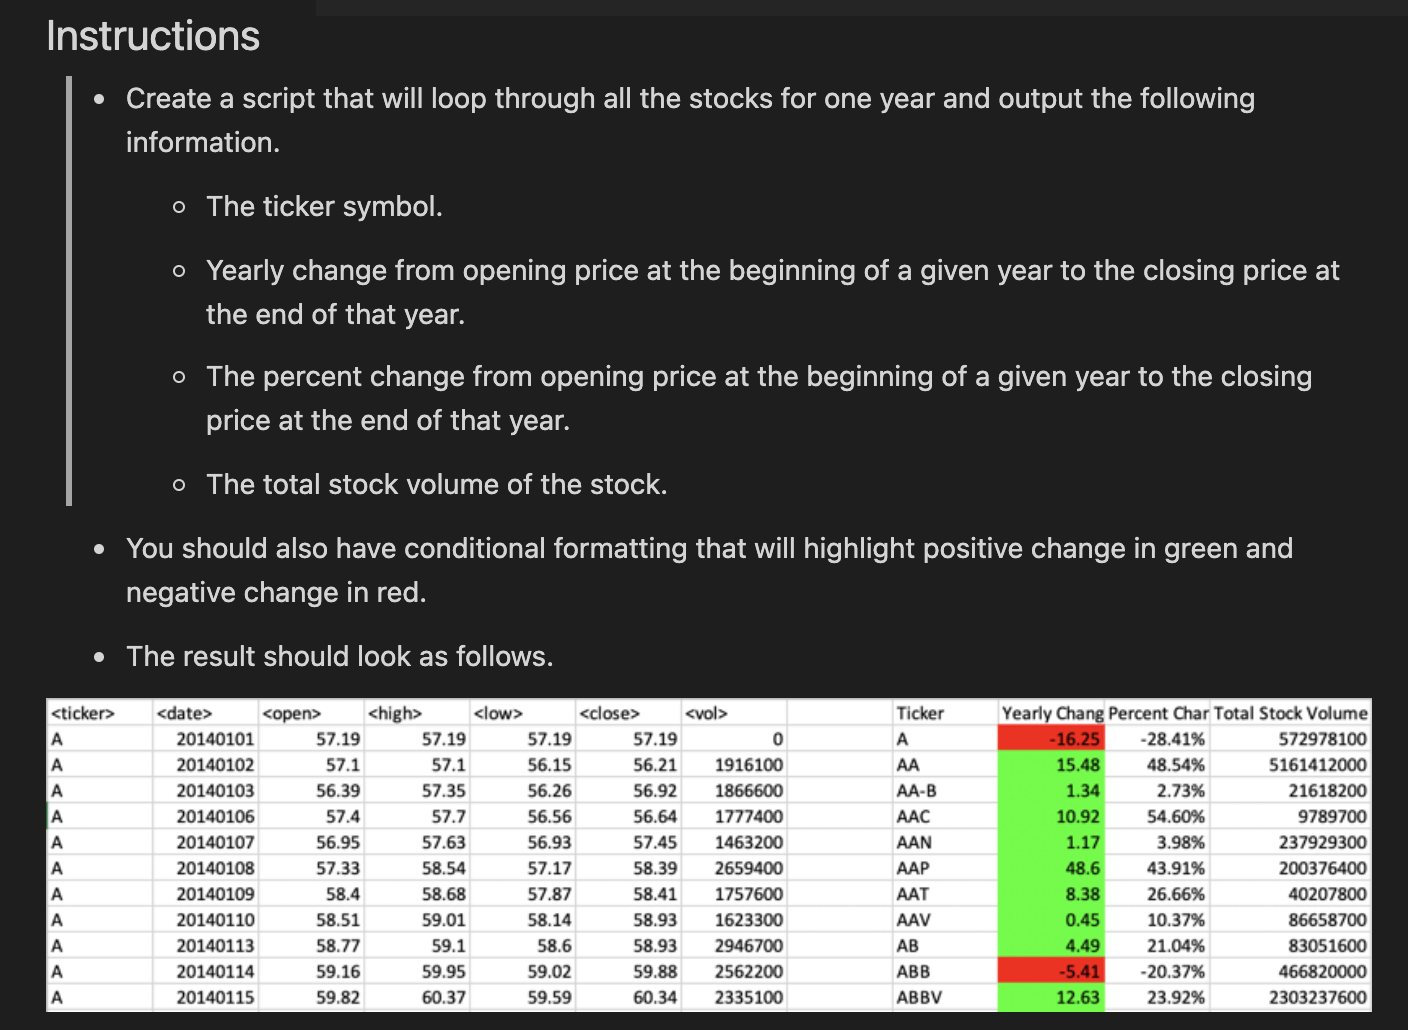 Instructions
• Create a script that will loop through all the stocks for one year and output the following
information.
○ The ticker symbol.
○ Yearly change from opening price at the beginning of a given year to the closing price at
the end of that year.
○ The percent change from opening price at the beginning of a given year to the closing
price at the end of that year.
○ The total stock volume of the stock.
• You should also have conditional formatting that will highlight positive change in green and
negative change in red.
• The result should look as follows.
<ticker> <date> <open> <high> <low> <close> <vol> Ticker Yearly Chang Percent Char Total Stock Volume
A 20140101 57.19 57.19 57.19 57.19 0 A -16.25 -28.41% 572978100
A 20140102 57.1 57.1 56.15 56.21 1916100 AA 15.48 48.54% 5161412000
A 20140103 56.39 57.35 56.26 56.92 1866600 AA-B 1.34 2.73% 21618200
A 20140106 57.4 57.7 56.56 56.64 1777400 AAC 10.92 54.60% 9789700
A 20140107 56.95 57.63 56.93 57.45 1463200 AAN 1.17 3.98% 237929300
A 20140108 57.33 58.54 57.17 58.39 2659400 AAP 48.6 43.91% 200376400
A 20140109 58.4 58.68 57.87 58.41 1757600 AAT 8.38 26.66% 40207800
A 20140110 58.51 59.01 58.14 58.93 1623300 AAV 0.45 10.37% 86658700
A 20140113 58.77 59.1 58.6 58.93 2946700 AB 4.49 21.04% 83051600
A 20140114 59.16 59.95 59.02 59.88 2562200 ABB -5.41 -20.37% 466820000
A 20140115 59.82 60.37 59.59 60.34 2335100 ABBV 12.63 23.92% 2303237600